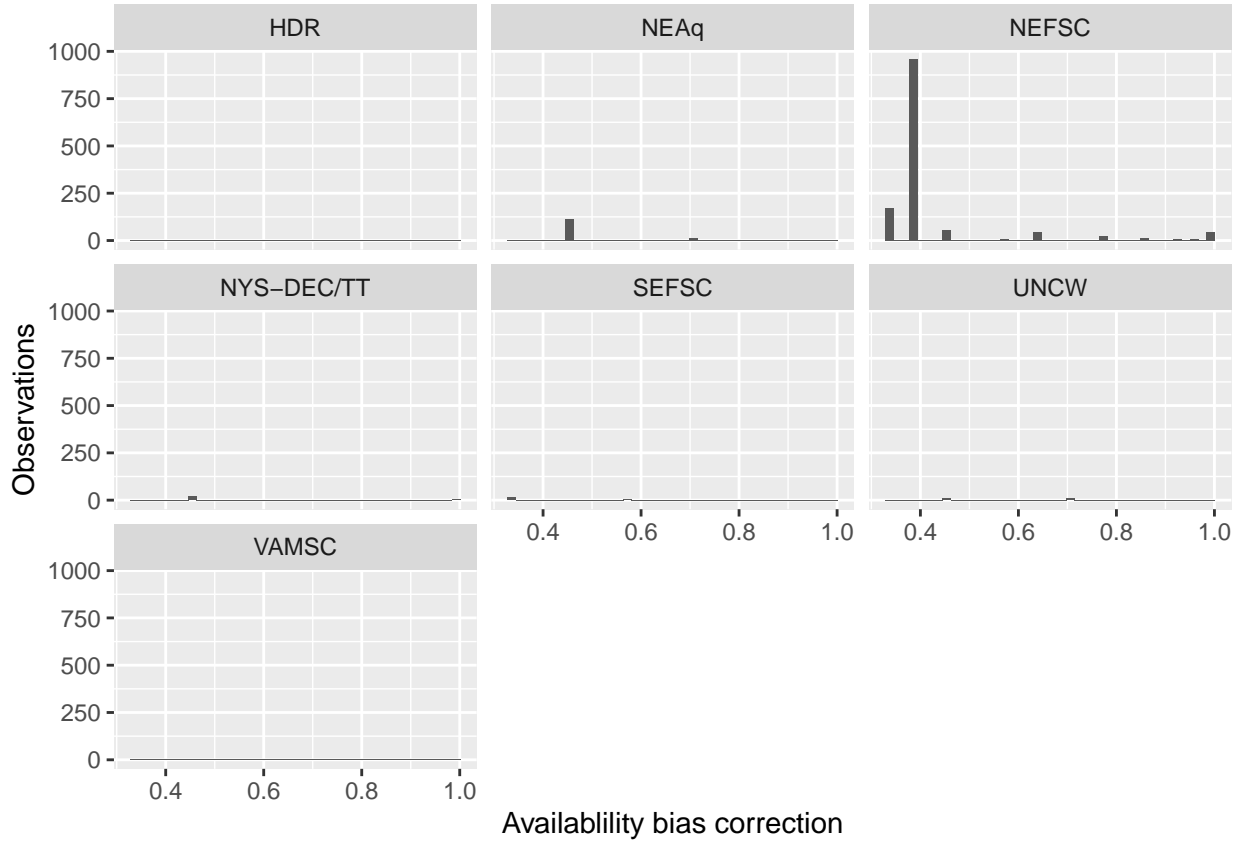 HDR NEAq NEFSC
1000
750
500
250
0
NYS−DEC/TT SEFSC UNCW
1000
750
500
250
0
0.4 0.6 0.8 1.0 0.4 0.6 0.8 1.0
VAMSC
1000
750
500
250
0
0.4 0.6 0.8 1.0
Observations
Availablility bias correction